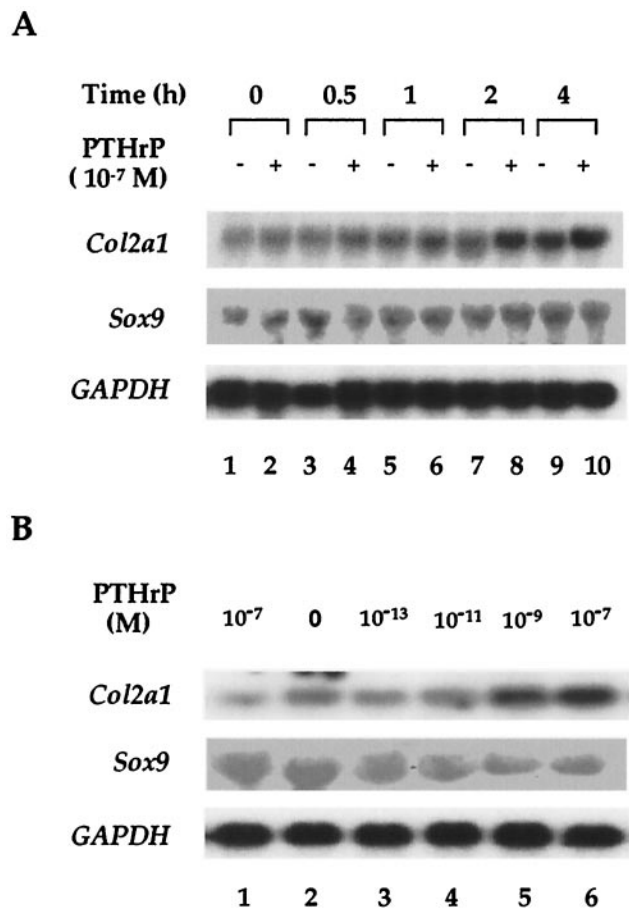 A
Time (h) 0 0.5 1 2 4
PTHrP - + - + - + - + - +
( 10⁻⁷ M)
Col2a1
Sox9
GAPDH
1 2 3 4 5 6 7 8 9 10
B
PTHrP 10⁻⁷ 0 10⁻¹³ 10⁻¹¹ 10⁻⁹ 10⁻⁷
(M)
Col2a1
Sox9
GAPDH
1 2 3 4 5 6